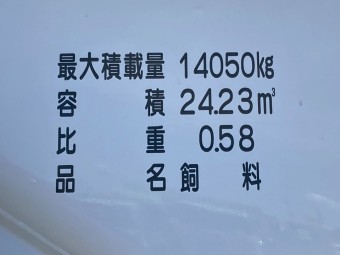 最大積載量 14050kg
容積 24.23m³
比重 0.58
品名 飼料